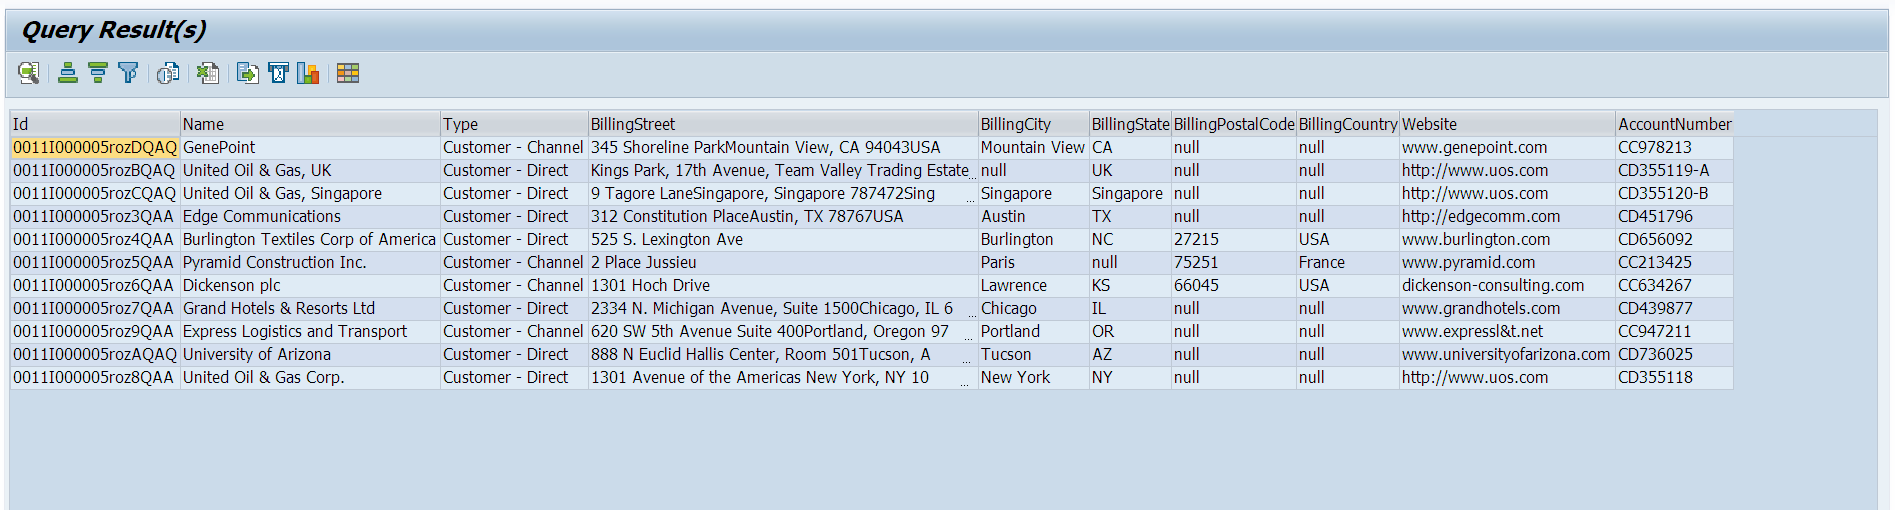 Query Result(s)
Id Name Type BillingStreet BillingCity BillingState BillingPostalCode BillingCountry Website AccountNumber
0011I000005rozDQAQ GenePoint Customer - Channel 345 Shoreline ParkMountain View, CA 94043USA Mountain View CA null null www.genepoint.com CC978213
0011I000005rozBQAQ United Oil & Gas, UK Customer - Direct Kings Park, 17th Avenue, Team Valley Trading Estate... null UK null null http://www.uos.com CD355119-A
0011I000005rozCQAQ United Oil & Gas, Singapore Customer - Direct 9 Tagore LaneSingapore, Singapore 787472Sing ... Singapore Singapore null null http://www.uos.com CD355120-B
0011I000005roz3QAA Edge Communications Customer - Direct 312 Constitution PlaceAustin, TX 78767USA Austin TX null null http://edgecomm.com CD451796
0011I000005roz4QAA Burlington Textiles Corp of America Customer - Direct 525 S. Lexington Ave Burlington NC 27215 USA www.burlington.com CD656092
0011I000005roz5QAA Pyramid Construction Inc. Customer - Channel 2 Place Jussieu Paris null 75251 France www.pyramid.com CC213425
0011I000005roz6QAA Dickenson plc Customer - Channel 1301 Hoch Drive Lawrence KS 66045 USA dickenson-consulting.com CC634267
0011I000005roz7QAA Grand Hotels & Resorts Ltd Customer - Direct 2334 N. Michigan Avenue, Suite 1500Chicago, IL 6 ... Chicago IL null null www.grandhotels.com CD439877
0011I000005roz9QAA Express Logistics and Transport Customer - Channel 620 SW 5th Avenue Suite 400Portland, Oregon 97 ... Portland OR null null www.expressl&t.net CC947211
0011I000005rozAQAQ University of Arizona Customer - Direct 888 N Euclid Hallis Center, Room 501Tucson, A ... Tucson AZ null null www.universityofarizona.com CD736025
0011I000005roz8QAA United Oil & Gas Corp. Customer - Direct 1301 Avenue of the Americas New York, NY 10 ... New York NY null null http://www.uos.com CD355118